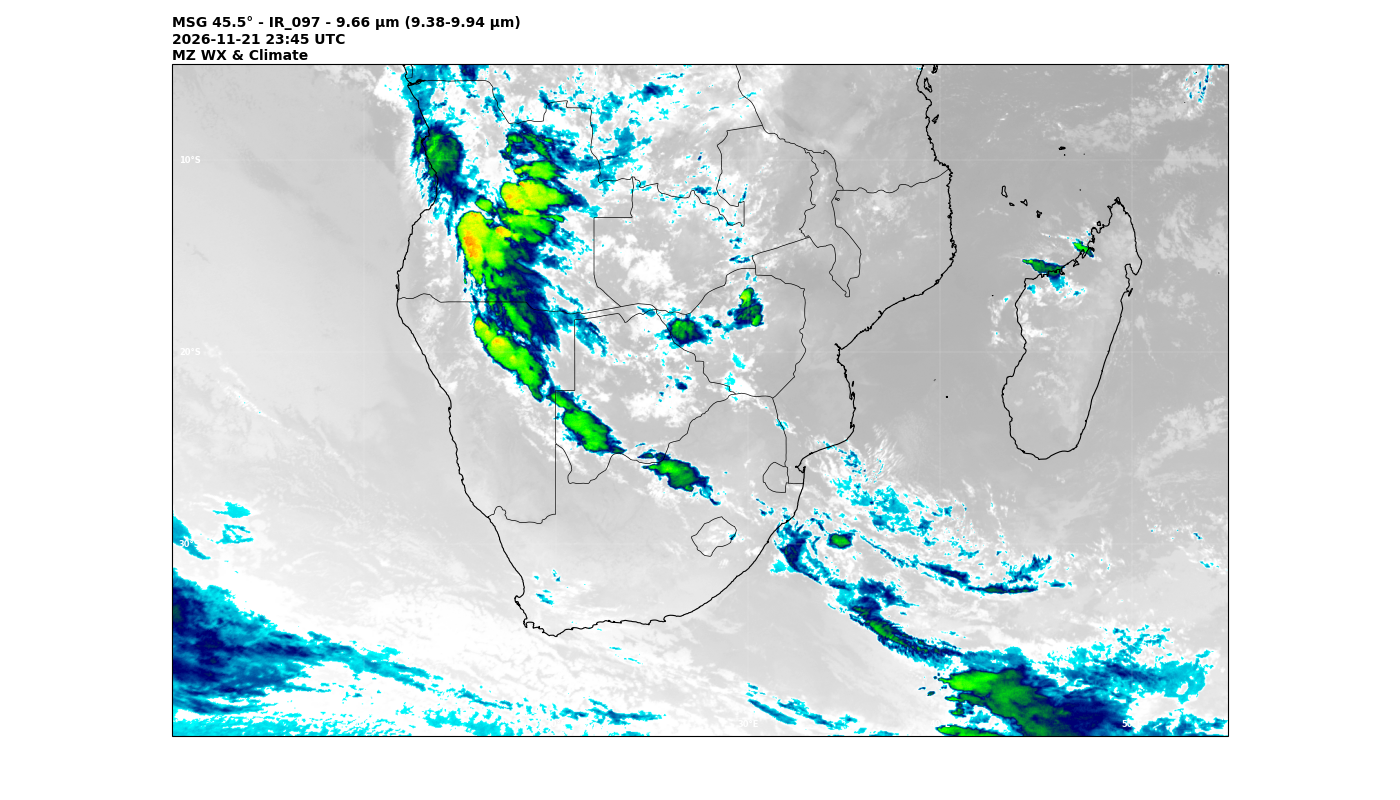 MSG 45.5° - IR_097 - 9.66 µm (9.38-9.94 µm)
2026-11-21 23:45 UTC
MZ WX & Climate
10°S
20°S